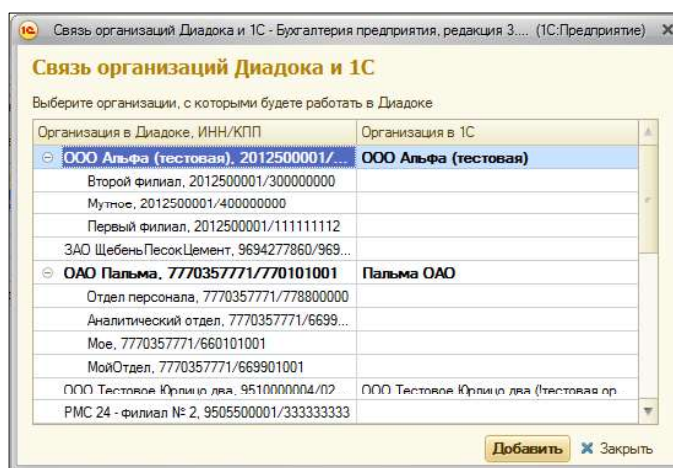 Связь организаций Диадока и 1С - Бухгалтерия предприятия, редакция 3.... (1С:Предприятие)
Связь организаций Диадока и 1С
Выберите организации, с которыми будете работать в Диадоке
Организация в Диадоке, ИНН/КПП Организация в 1С
ООО Альфа (тестовая), 2012500001/... ООО Альфа (тестовая)
Второй филиал, 2012500001/300000000
Мутное, 2012500001/400000000
Первый филиал, 2012500001/111111112
ЗАО ЩебеньПесокЦемент, 9694277860/969...
ОАО Пальма, 7770357771/770101001 Пальма ОАО
Отдел персонала, 7770357771/778800000
Аналитический отдел, 7770357771/6699...
Мое, 7770357771/660101001
МойОтдел, 7770357771/669901001
ООО Тестовое Юрлицо два, 9510000004/02... ООО Тестовое Юрлицо два (!тестовая ор...
РМС 24 - филиал № 2, 9505500001/333333333
Добавить Закрыть